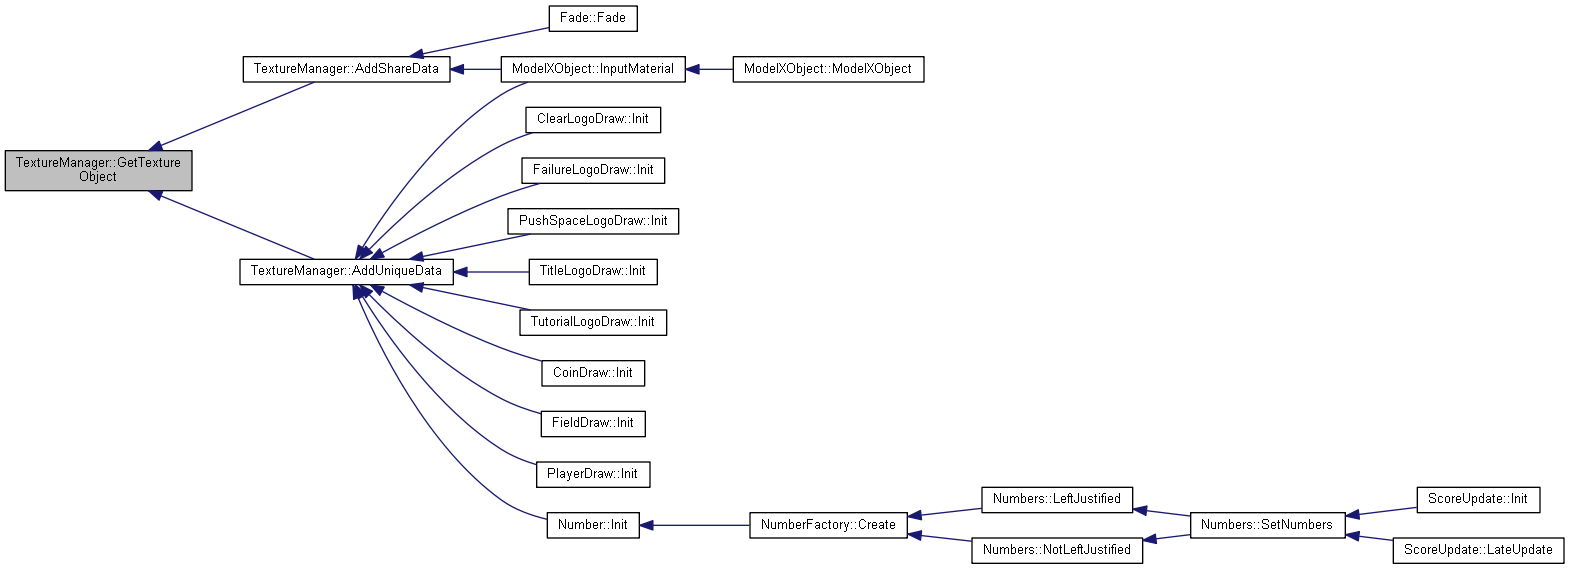 Fade::Fade
TextureManager::AddShareData
ModelXObject::InputMaterial
ModelXObject::ModelXObject
ClearLogoDraw::Init
TextureManager::GetTexture
Object
FailureLogoDraw::Init
PushSpaceLogoDraw::Init
TextureManager::AddUniqueData
TitleLogoDraw::Init
TutorialLogoDraw::Init
CoinDraw::Init
FieldDraw::Init
PlayerDraw::Init
Number::Init
NumberFactory::Create
Numbers::LeftJustified
Numbers::NotLeftJustified
Numbers::SetNumbers
ScoreUpdate::Init
ScoreUpdate::LateUpdate